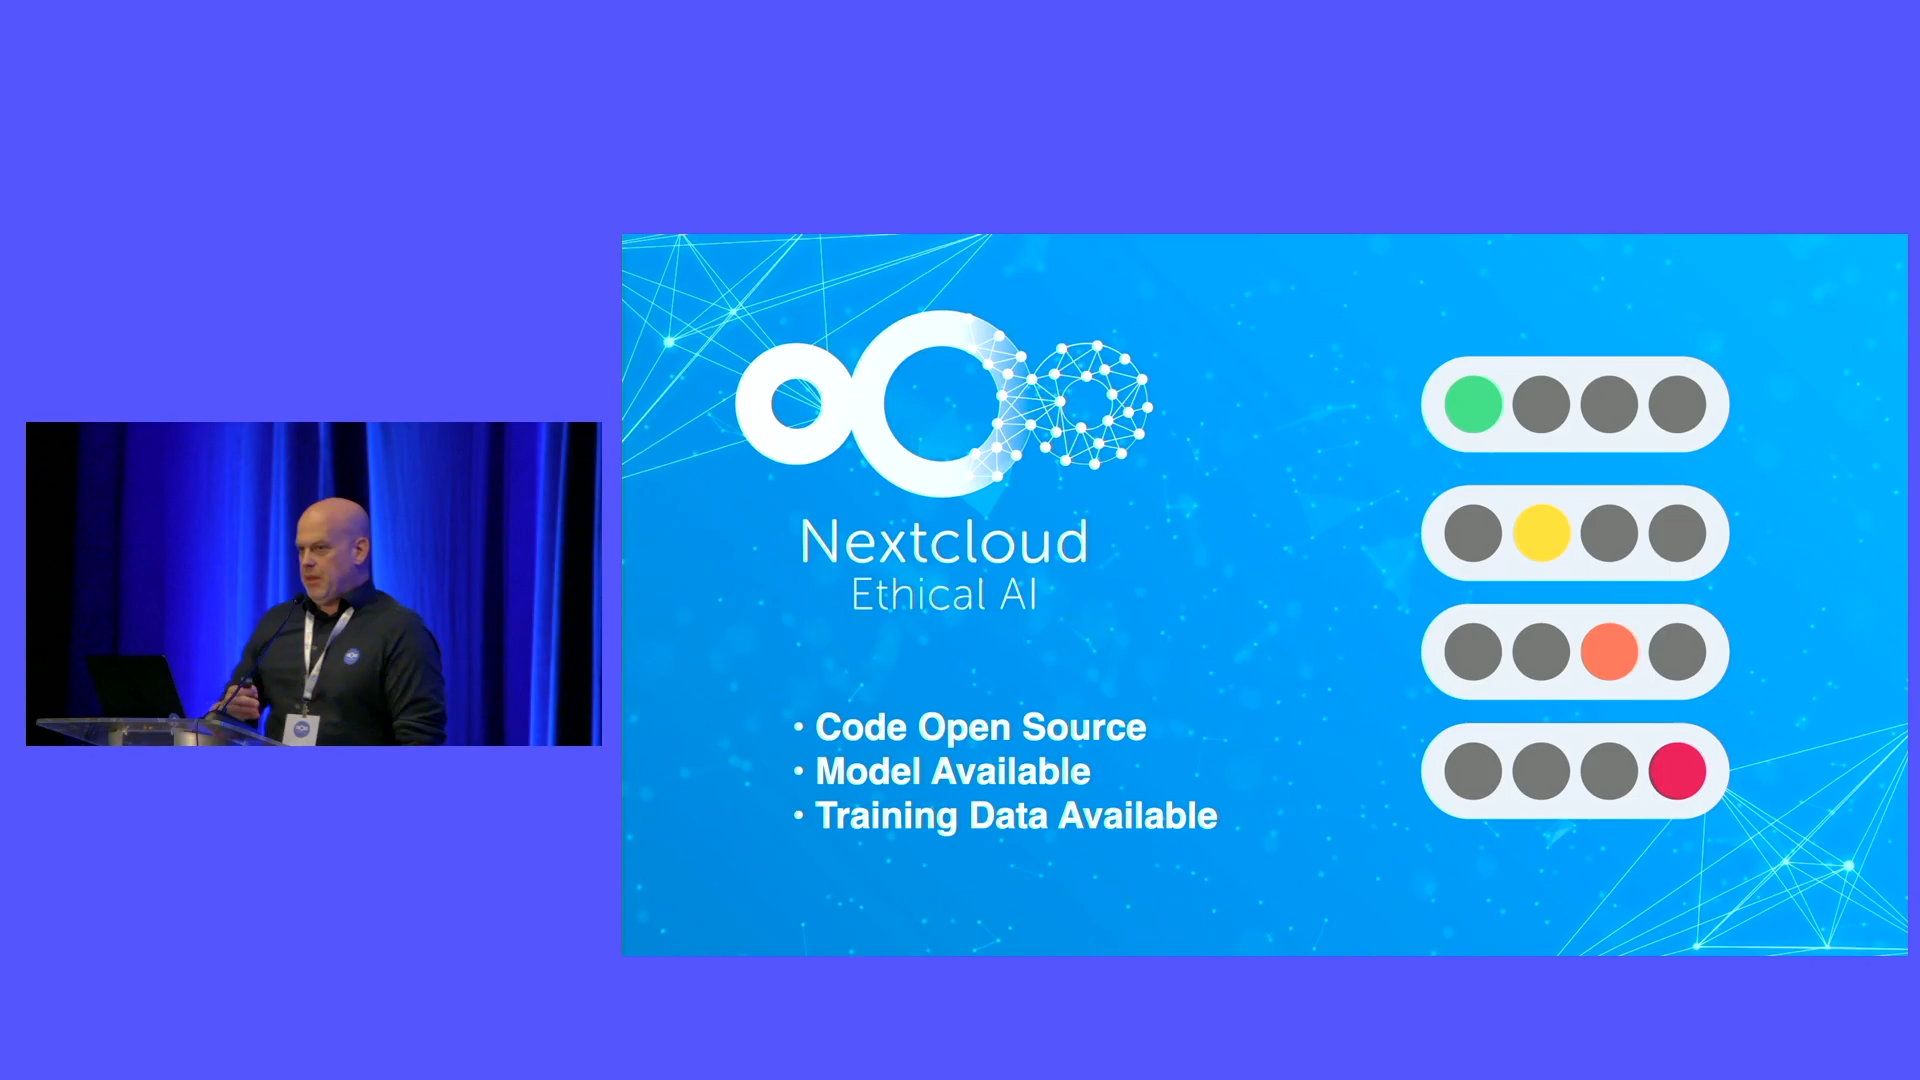 Nextcloud
Ethical AI
• Code Open Source
• Model Available
• Training Data Available